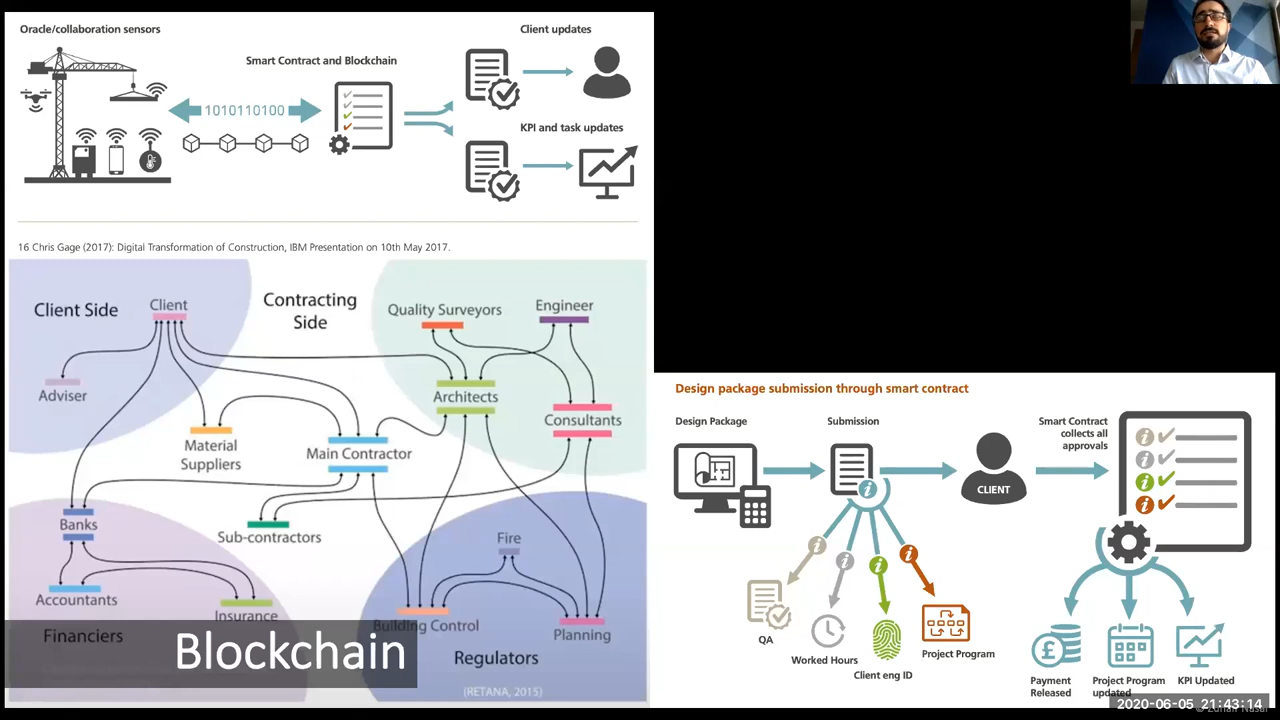 Oracle/collaboration sensors
Client updates
Smart Contract and Blockchain
1010110100
KPI and task updates
16 Chris Gage (2017): Digital Transformation of Construction, IBM Presentation on 10th May 2017.
Client Side
Client
Contracting
Side
Quality Surveyors
Engineer
Adviser
Architects
Consultants
Material
Suppliers
Main Contractor
Banks
Sub-contractors
Fire
Accountants
Insurance
Building Control
Planning
Financiers
Regulators
Blockchain
(RETANA, 2015)
Design package submission through smart contract
Design Package
Submission
Smart Contract
collects all
approvals
CLIENT
QA
Worked Hours
Client eng ID
Project Program
£
Payment
Released
Project Program
updated
KPI Updated
2020-06-05 21:43:14